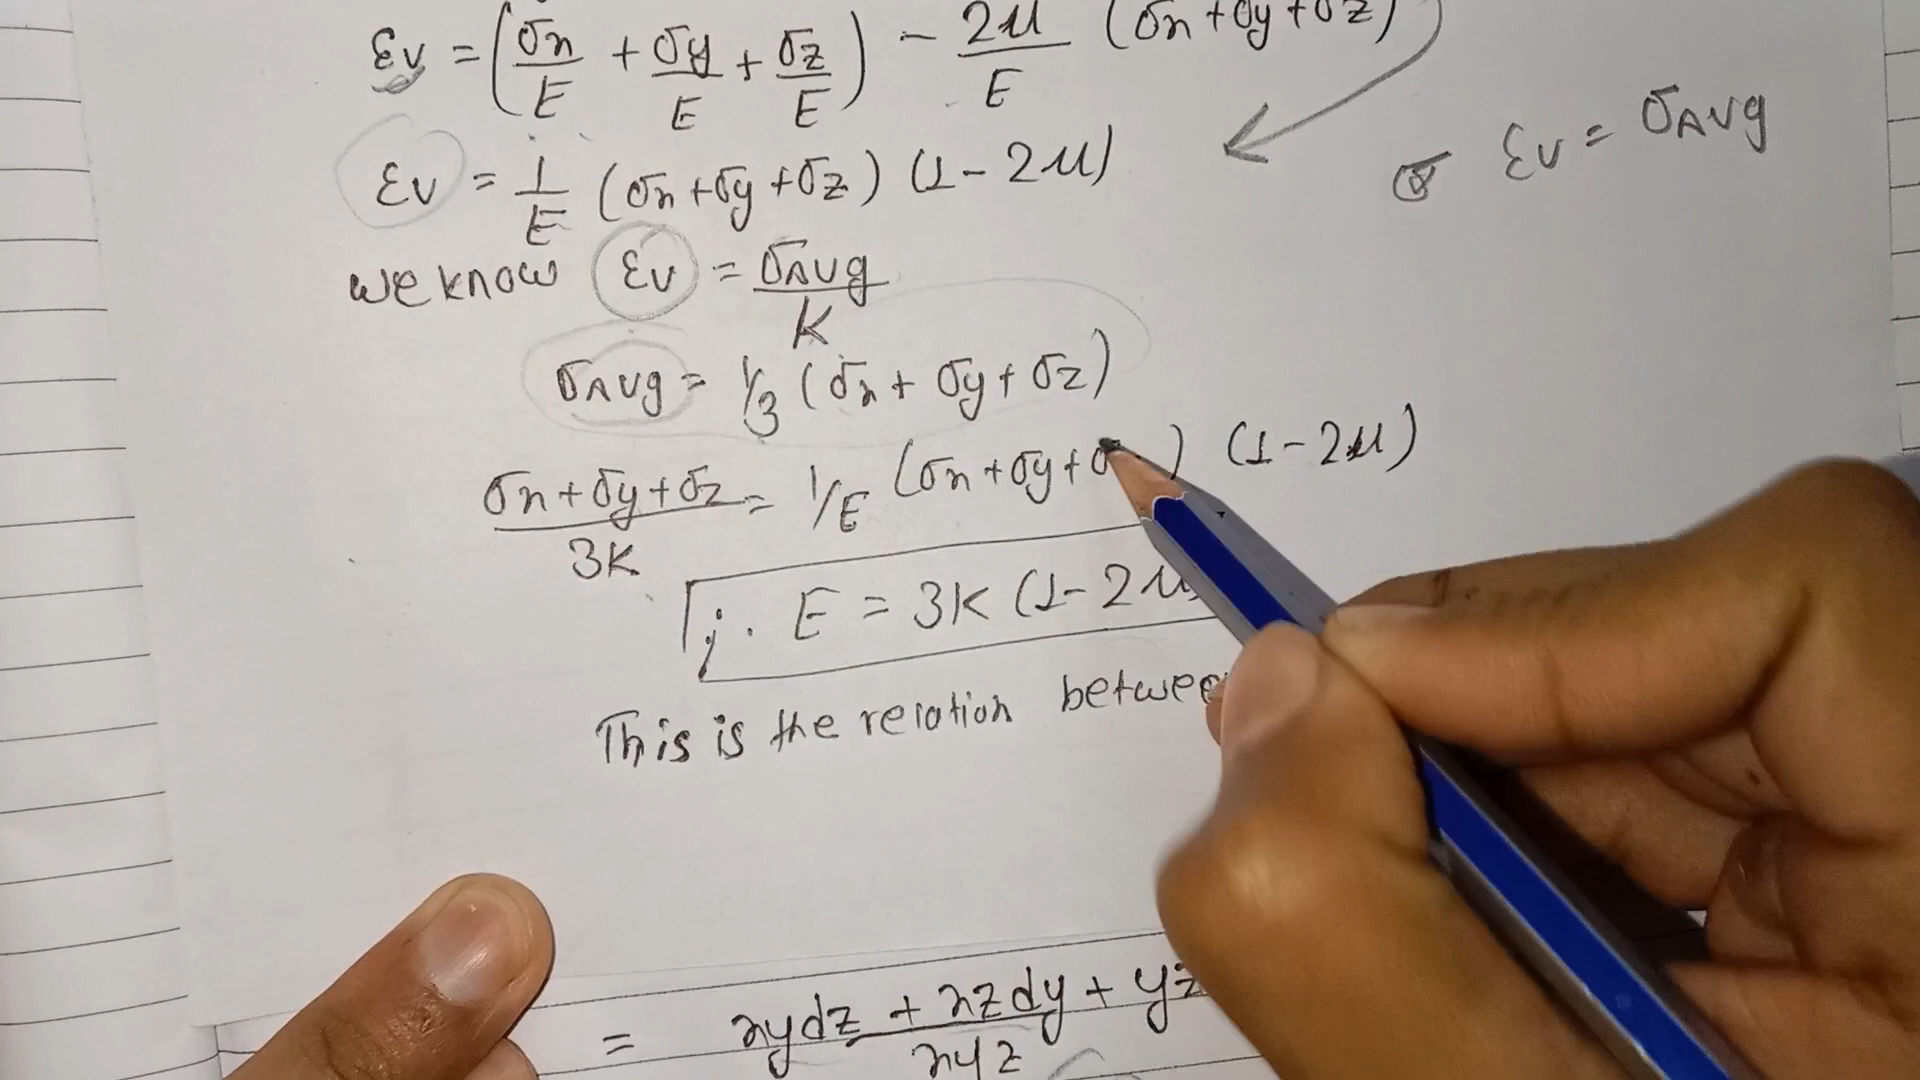 εv = (σx/E + σy/E + σz/E) - 2μ/E (σx+σy+σz)
εv = 1/E (σx+σy+σz) (1-2μ)
εv = σAvg
we know εv = σAvg/K
σAvg = 1/3 (σx+σy+σz)
σx+σy+σz/3K = 1/E (σx+σy+σ ) (1-2μ)
∴ E = 3K (1-2μ
This is the relation betwee
= xydz + xzdy + yz/xyz